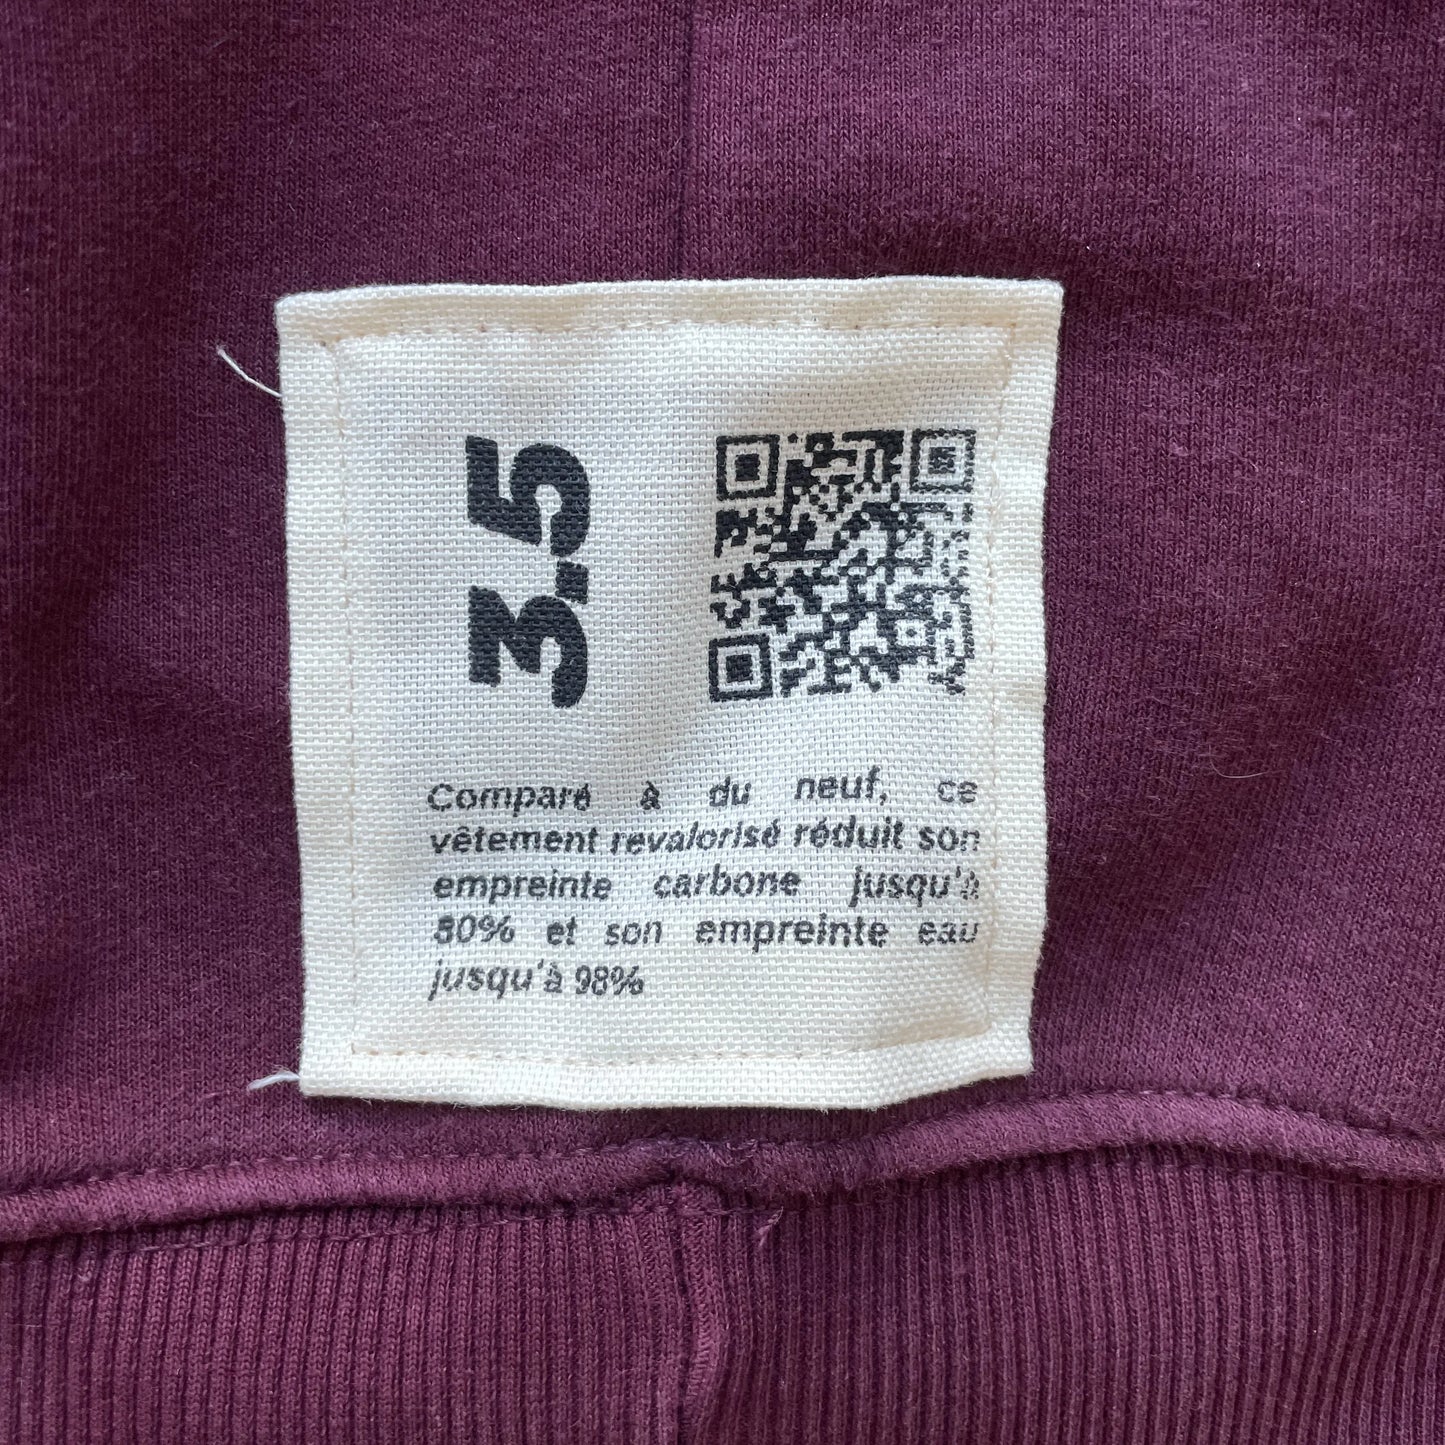 3.5
Comparé à du neuf, ce
vêtement revalorisé réduit son
empreinte carbone jusqu'à
80% et son empreinte eau
jusqu'à 98%